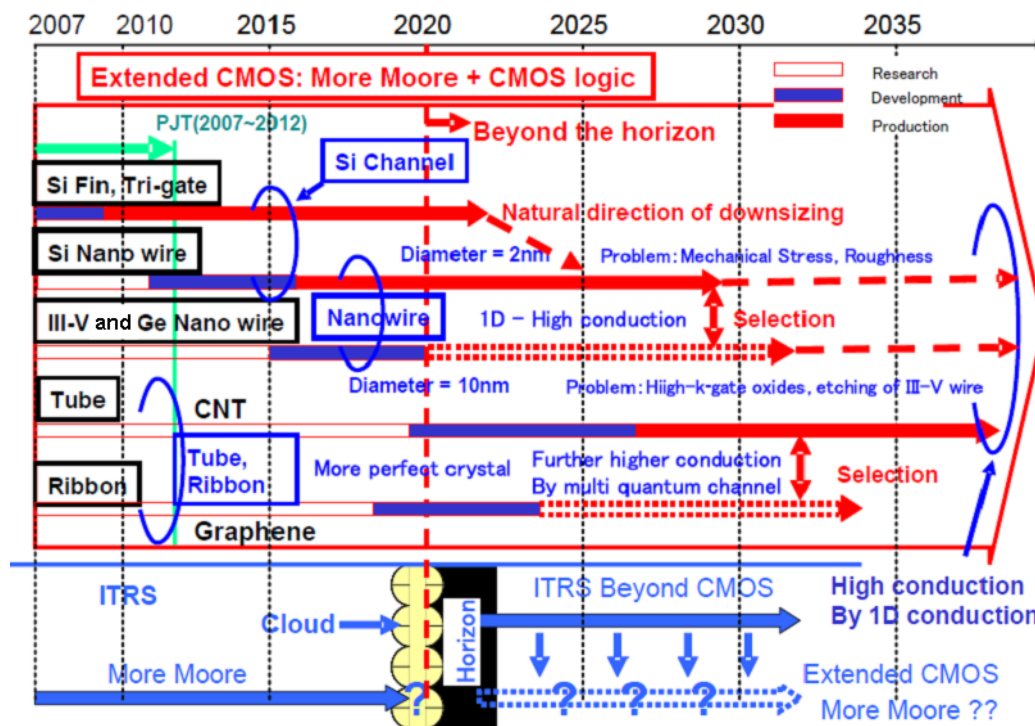 2007 2010 2015 2020 2025 2030 2035
Extended CMOS: More Moore + CMOS logic
Research
Development
Production
PJT(2007~2012)
Beyond the horizon
Si Channel
Si Fin, Tri-gate
Natural direction of downsizing
Si Nano wire
Diameter = 2nm
Problem: Mechanical Stress, Roughness
III-V and Ge Nano wire
Nanowire
1D - High conduction
Selection
Diameter = 10nm
Problem: Hiigh-k-gate oxides, etching of III-V wire
Tube
CNT
Tube,
Ribbon
Ribbon
More perfect crystal
Further higher conduction
By multi quantum channel
Selection
Graphene
ITRS
Cloud
Horizon
ITRS Beyond CMOS
High conduction
By 1D conduction
More Moore
? ? ? ?
Extended CMOS
More Moore ??